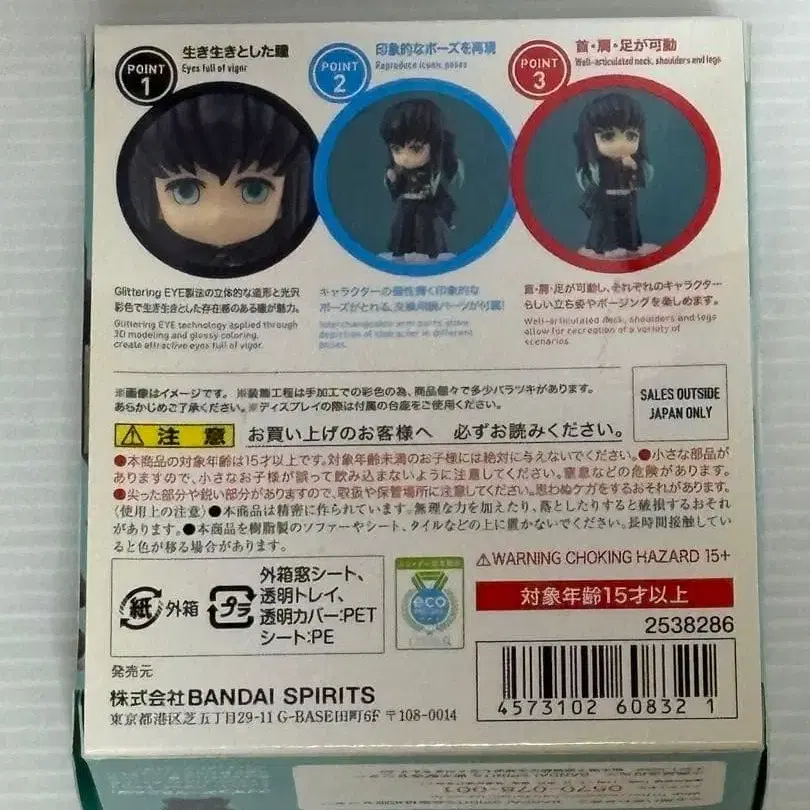 POINT 1
生き生きとした瞳
Eyes full of vigor
POINT 2
印象的なポーズを再現
Reproduce iconic poses
POINT 3
首・肩・足が可動
Well-articulated neck, shoulders and legs
Glittering EYE製法の立体的な造形と光沢
彩色で生き生きとした存在感のある瞳が魅力。
Glittering EYE technology applied through
3D modeling and glossy coloring,
create attractive eyes full of vigor.
キャラクターの個性輝く印象的な
ポーズがとれる、交換用腕パーツが付属!
Interchangeable arm parts allow
depiction of character in different
poses.
首・肩・足が可動し、それぞれのキャラクター
らしい立ち姿やポージングを楽しめます。
Well-articulated neck, shoulders and legs
allow for recreation of a variety of
scenarios.
※画像はイメージです。 ※装飾工程は手加工での彩色の為、商品個々で多少バラツキがあります。
あらかじめご了承ください。※ディスプレイの際は付属の台座をご使用ください。
SALES OUTSIDE
JAPAN ONLY
注意 お買い上げのお客様へ 必ずお読みください。
●本商品の対象年齢は15才以上です。対象年齢未満のお子様には絶対に与えないでください。●小さな部品が
ありますので、小さなお子様が誤って飲み込まないように注意してください。窒息などの危険があります。
●尖った部分や鋭い部分がありますので、取扱や保管場所に注意してください。思わぬケガをするおそれがあります。
〈使用上の注意〉●本商品は精密に作られています。無理な力を加えたり、落としたりすると破損するおそれ
があります。●本商品を樹脂製のソファーやシート、タイルなどの上に置かないでください。長時間接触してい
ると色が移る場合があります。
⚠WARNING CHOKING HAZARD 15+
紙 外箱
プラ
外箱窓シート、
透明トレイ、
透明カバー:PET
シート:PE
eco
対象年齢15才以上
2538286
発売元
株式会社BANDAI SPIRITS
東京都港区芝五丁目29-11 G-BASE田町6F 〒108-0014
4573102 60832 1
0570-078-001